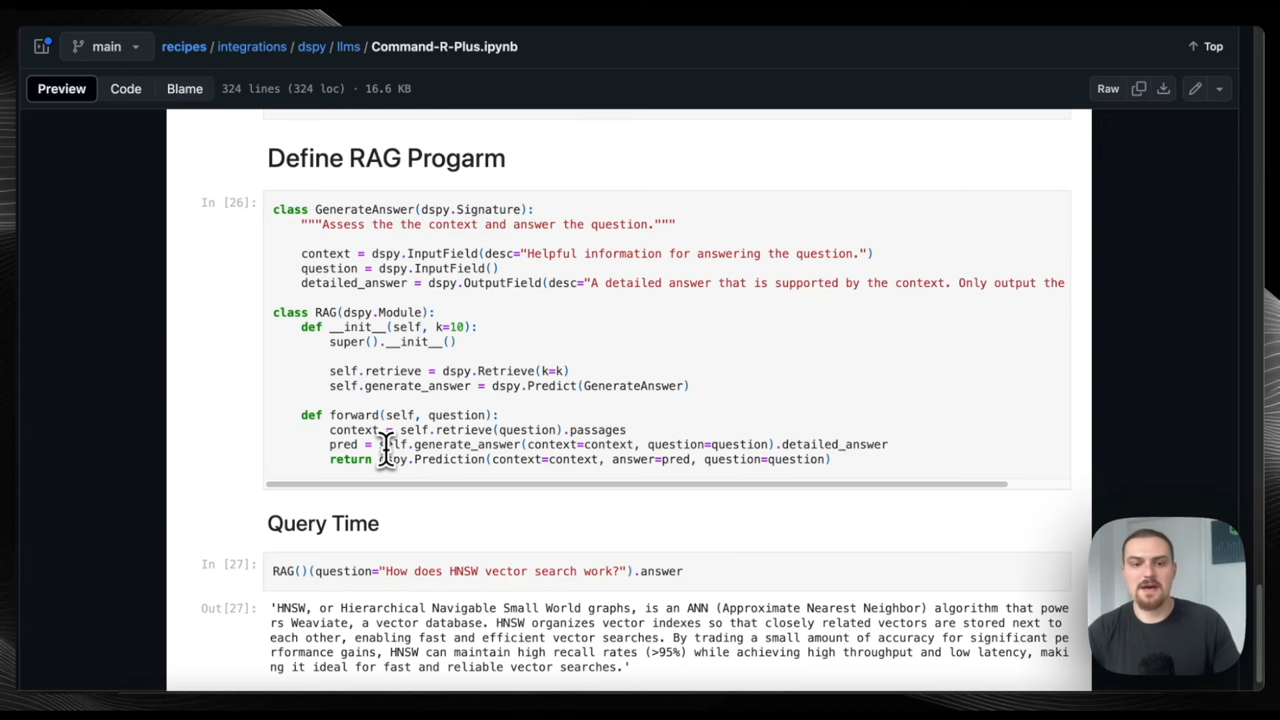 main
recipes / integrations / dspy / llms / Command-R-Plus.ipynb
Top
Preview
Code
Blame
324 lines (324 loc) · 16.6 KB
Raw
Define RAG Progarm
In [26]:
class GenerateAnswer(dspy.Signature):
"""Assess the the context and answer the question."""
context = dspy.InputField(desc="Helpful information for answering the question.")
question = dspy.InputField()
detailed_answer = dspy.OutputField(desc="A detailed answer that is supported by the context. Only output the
class RAG(dspy.Module):
def __init__(self, k=10):
super().__init__()
self.retrieve = dspy.Retrieve(k=k)
self.generate_answer = dspy.Predict(GenerateAnswer)
def forward(self, question):
context = self.retrieve(question).passages
pred = self.generate_answer(context=context, question=question).detailed_answer
return dspy.Prediction(context=context, answer=pred, question=question)
Query Time
In [27]:
RAG()(question="How does HNSW vector search work?").answer
Out[27]:
'HNSW, or Hierarchical Navigable Small World graphs, is an ANN (Approximate Nearest Neighbor) algorithm that powe
rs Weaviate, a vector database. HNSW organizes vector indexes so that closely related vectors are stored next to
each other, enabling fast and efficient vector searches. By trading a small amount of accuracy for significant pe
rformance gains, HNSW can maintain high recall rates (>95%) while achieving high throughput and low latency, maki
ng it ideal for fast and reliable vector searches.'